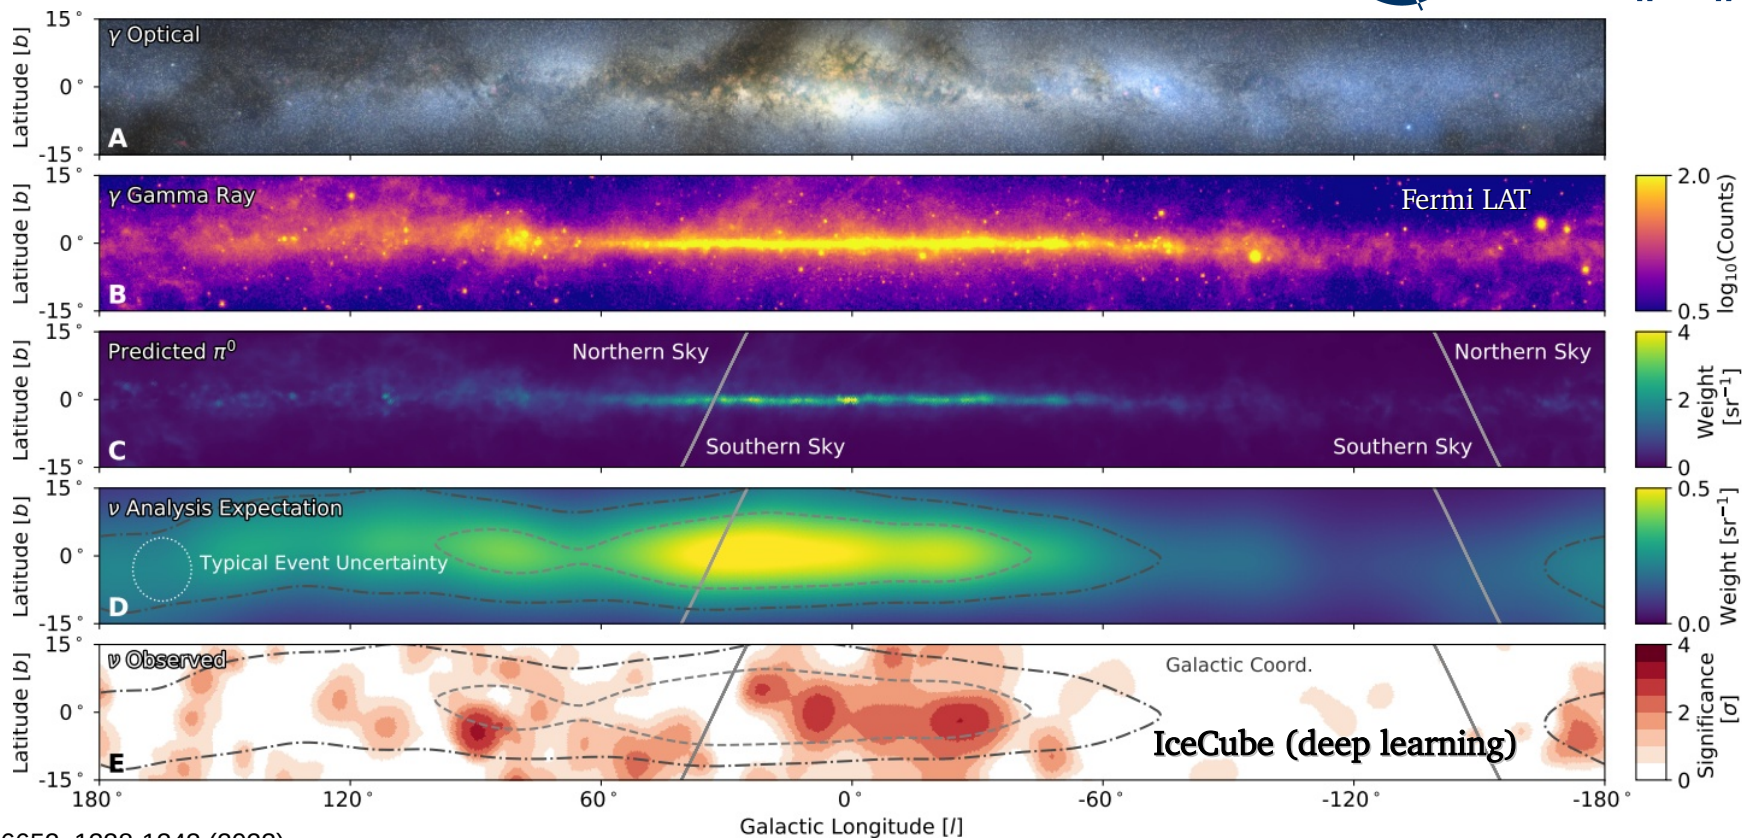 15°
γ Optical
Latitude [b]
0°
A
-15°
15°
γ Gamma Ray
Fermi LAT
2.0
Latitude [b]
0°
log₁₀(Counts)
B
-15°
0.5
15°
Predicted π⁰
Northern Sky
Northern Sky
4
Latitude [b]
0°
2
Weight
[sr⁻¹]
Southern Sky
Southern Sky
C
-15°
0
15°
ν Analysis Expectation
0.5
Latitude [b]
0°
Typical Event Uncertainty
Weight [sr⁻¹]
D
-15°
0.0
15°
ν Observed
Galactic Coord.
4
Latitude [b]
0°
2
Significance
[σ]
IceCube (deep learning)
E
-15°
0
180
120
60
0°
-60
-120°
-180°
Galactic Longitude [l]